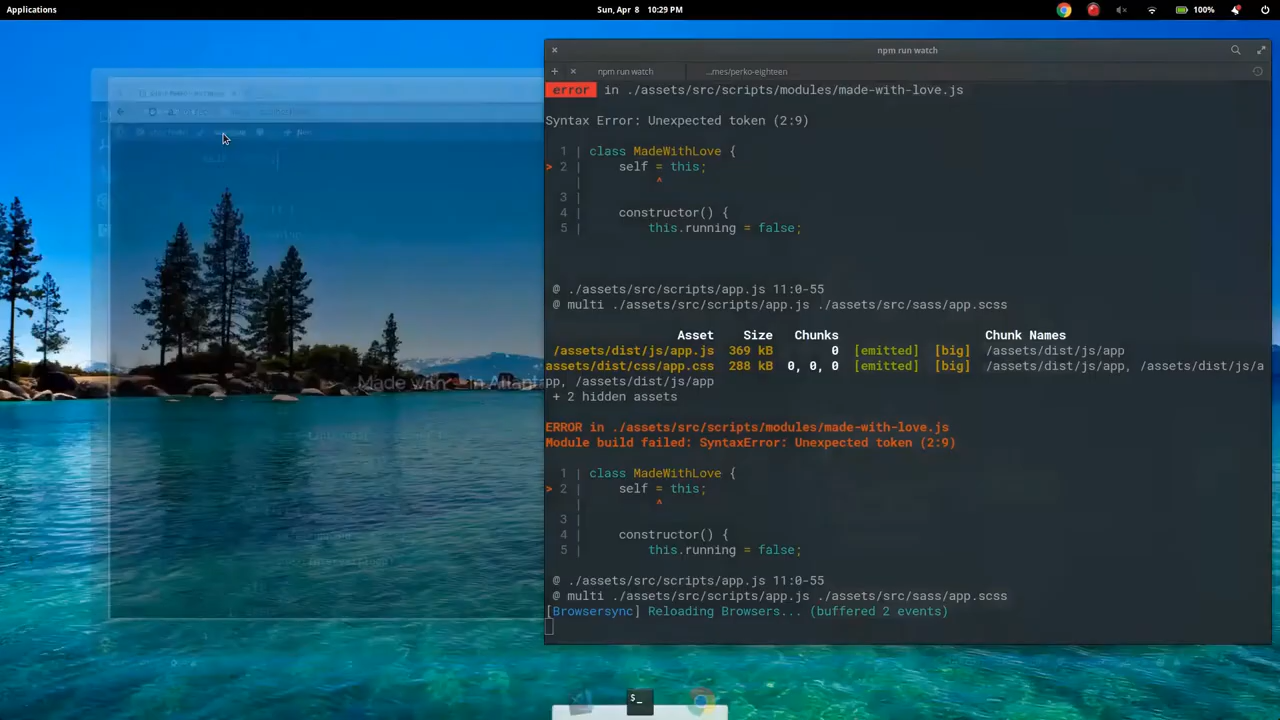 Applications
Sun, Apr 8 10:29 PM
100%
npm run watch
npm run watch
...mes/perko-eighteen
error in ./assets/src/scripts/modules/made-with-love.js
Syntax Error: Unexpected token (2:9)
1 | class MadeWithLove {
> 2 | self = this;
| ^
3 |
4 | constructor() {
5 | this.running = false;
@ ./assets/src/scripts/app.js 11:0-55
@ multi ./assets/src/scripts/app.js ./assets/src/sass/app.scss
Asset Size Chunks Chunk Names
/assets/dist/js/app.js 369 kB 0 [emitted] [big] /assets/dist/js/app
assets/dist/css/app.css 288 kB 0, 0, 0 [emitted] [big] /assets/dist/js/app, /assets/dist/js/a
pp, /assets/dist/js/app
+ 2 hidden assets
Made with in Atlant
ERROR in ./assets/src/scripts/modules/made-with-love.js
Module build failed: SyntaxError: Unexpected token (2:9)
1 | class MadeWithLove {
> 2 | self = this;
| ^
3 |
4 | constructor() {
5 | this.running = false;
@ ./assets/src/scripts/app.js 11:0-55
@ multi ./assets/src/scripts/app.js ./assets/src/sass/app.scss
[Browsersync] Reloading Browsers... (buffered 2 events)
$_